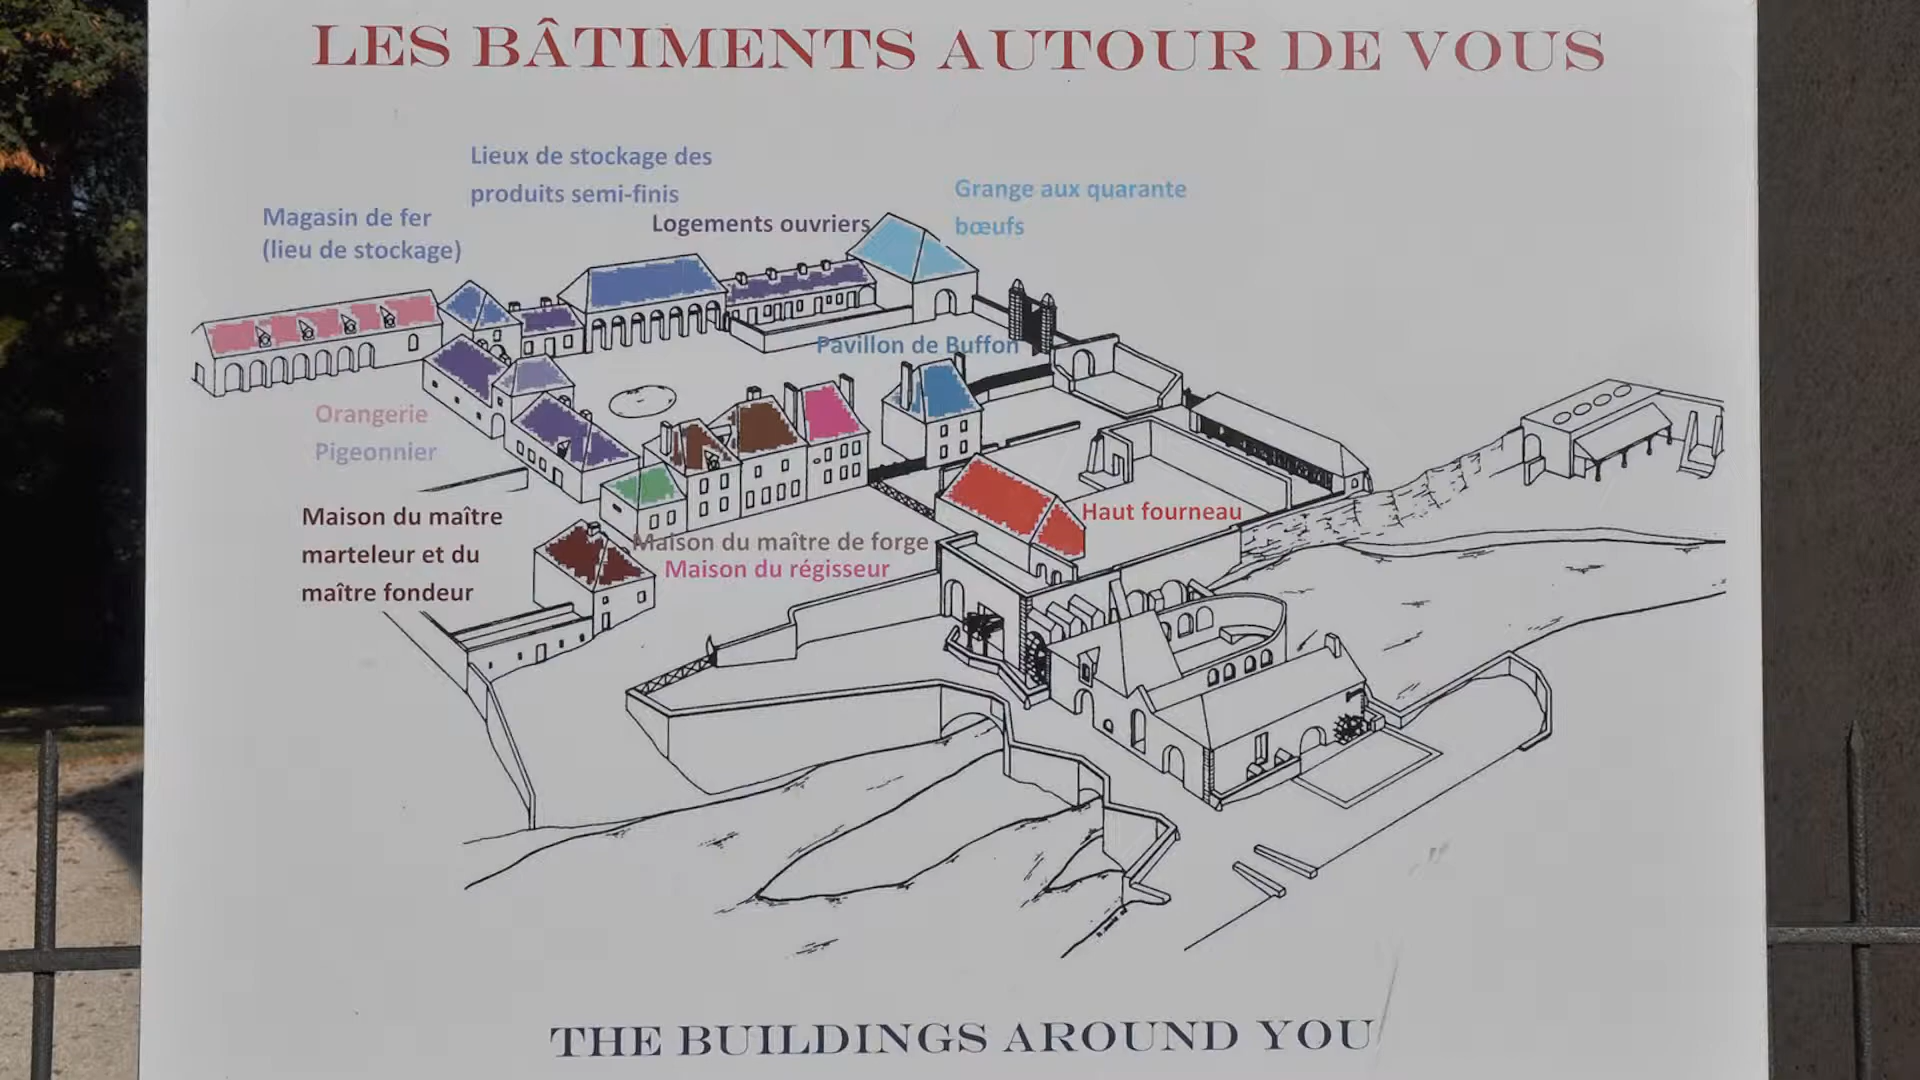 LES BÂTIMENTS AUTOUR DE VOUS
Lieux de stockage des
produits semi-finis
Grange aux quarante
bœufs
Magasin de fer
(lieu de stockage)
Logements ouvriers
Pavillon de Buffon
Orangerie
Pigeonnier
Maison du maître
marteleur et du
maître fondeur
Haut fourneau
Maison du maître de forge
Maison du régisseur
THE BUILDINGS AROUND YOU